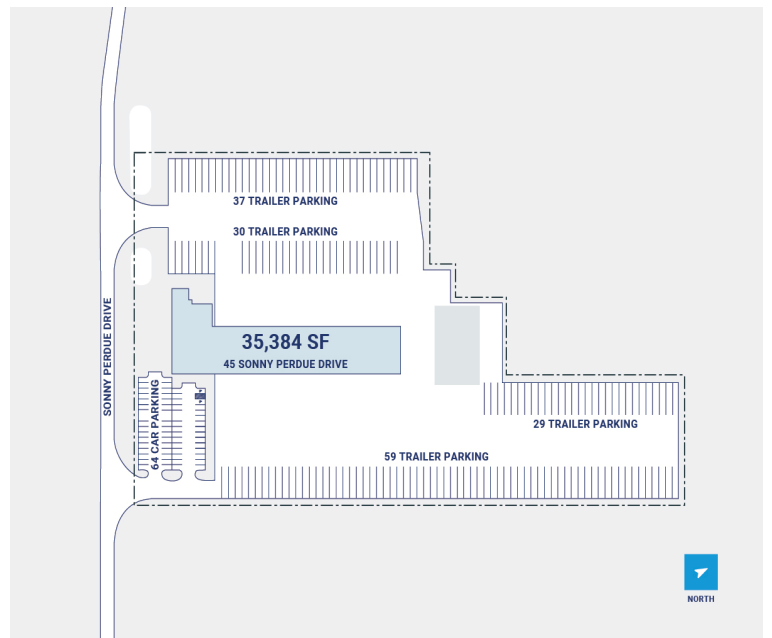 37 TRAILER PARKING
30 TRAILER PARKING
SONNY PERDUE DRIVE
35,384 SF
45 SONNY PERDUE DRIVE
64 CAR PARKING
29 TRAILER PARKING
59 TRAILER PARKING
NORTH